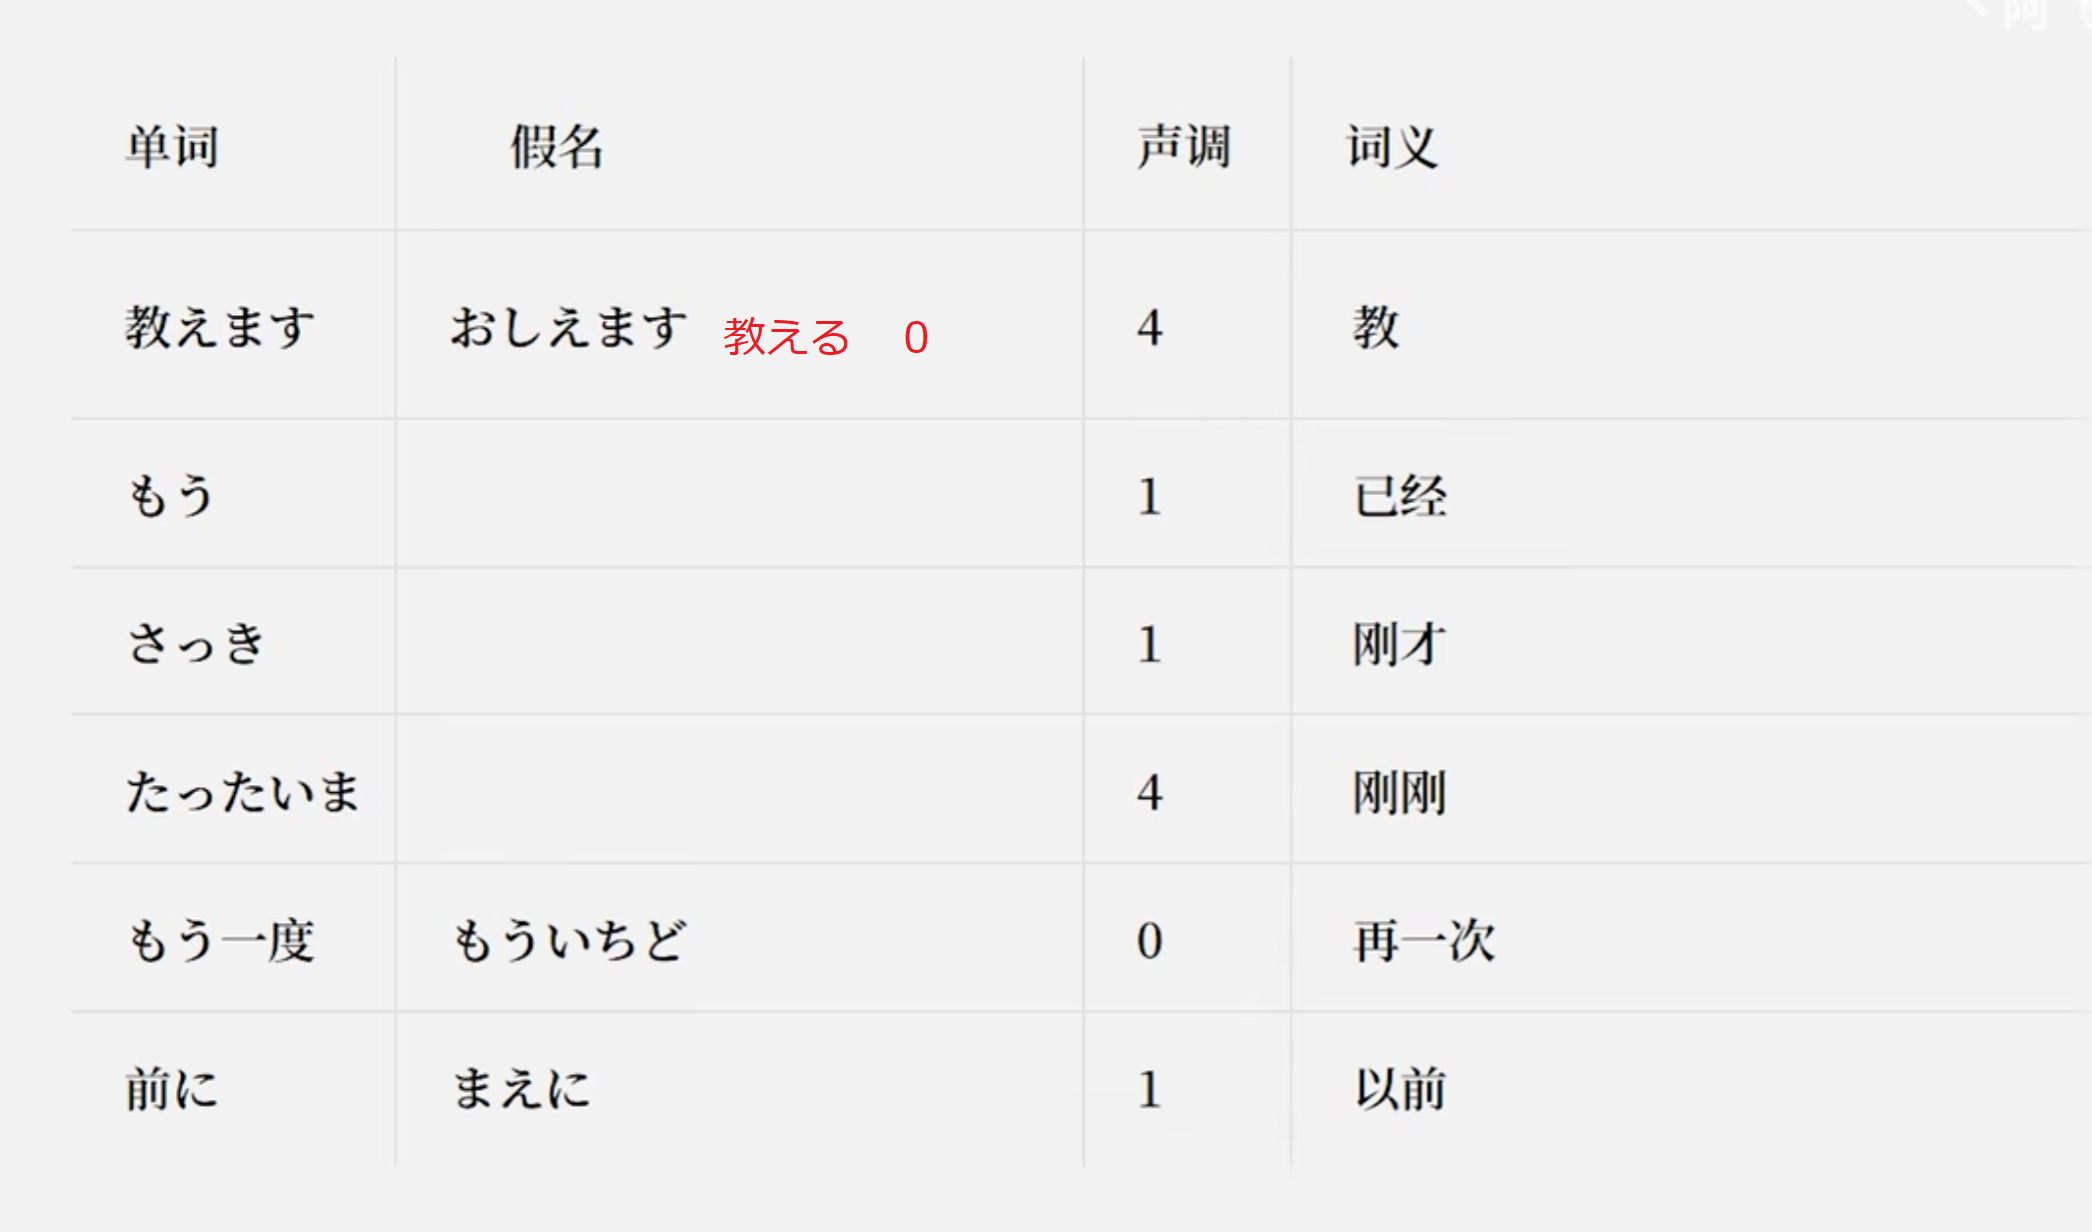 阿
单词 假名 声调 词义
教えます おしえます 教える 0 4 教
もう 1 已经
さっき 1 刚才
たったいま 4 刚刚
もう一度 もういちど 0 再一次
前に まえに 1 以前